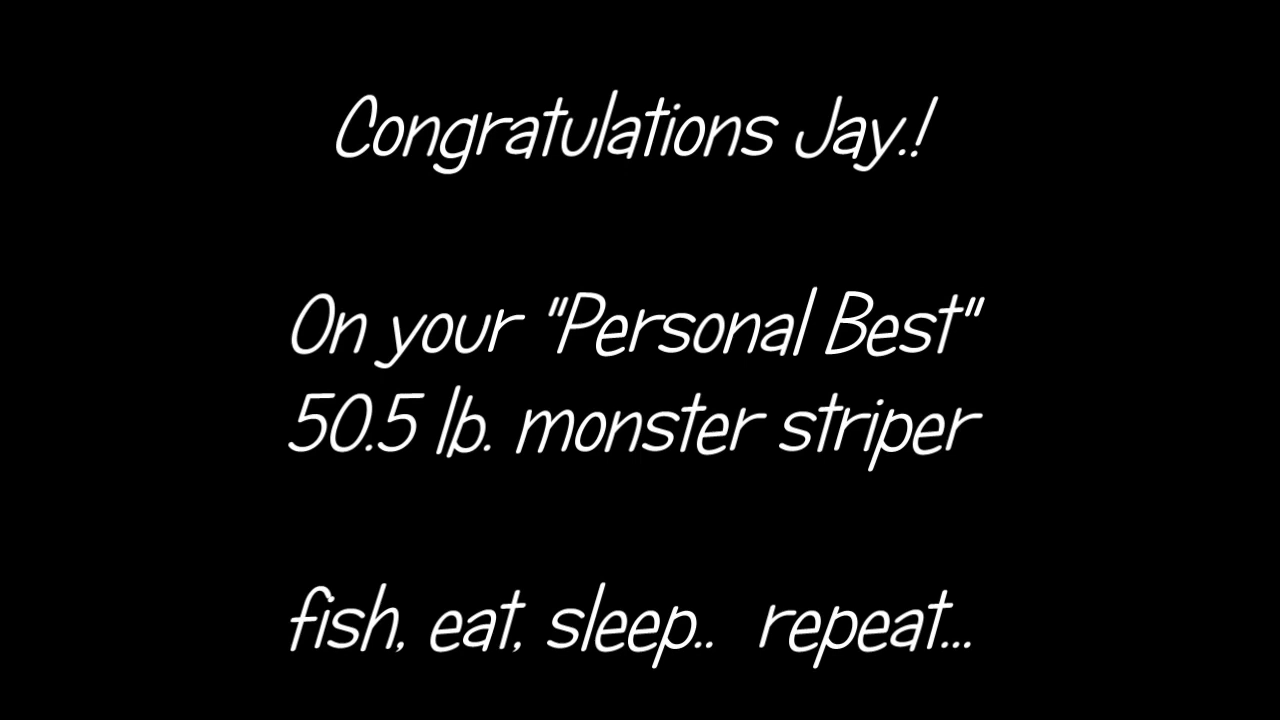 Congratulations Jay.!
On your "Personal Best"
50.5 lb. monster striper
fish, eat, sleep..  repeat...